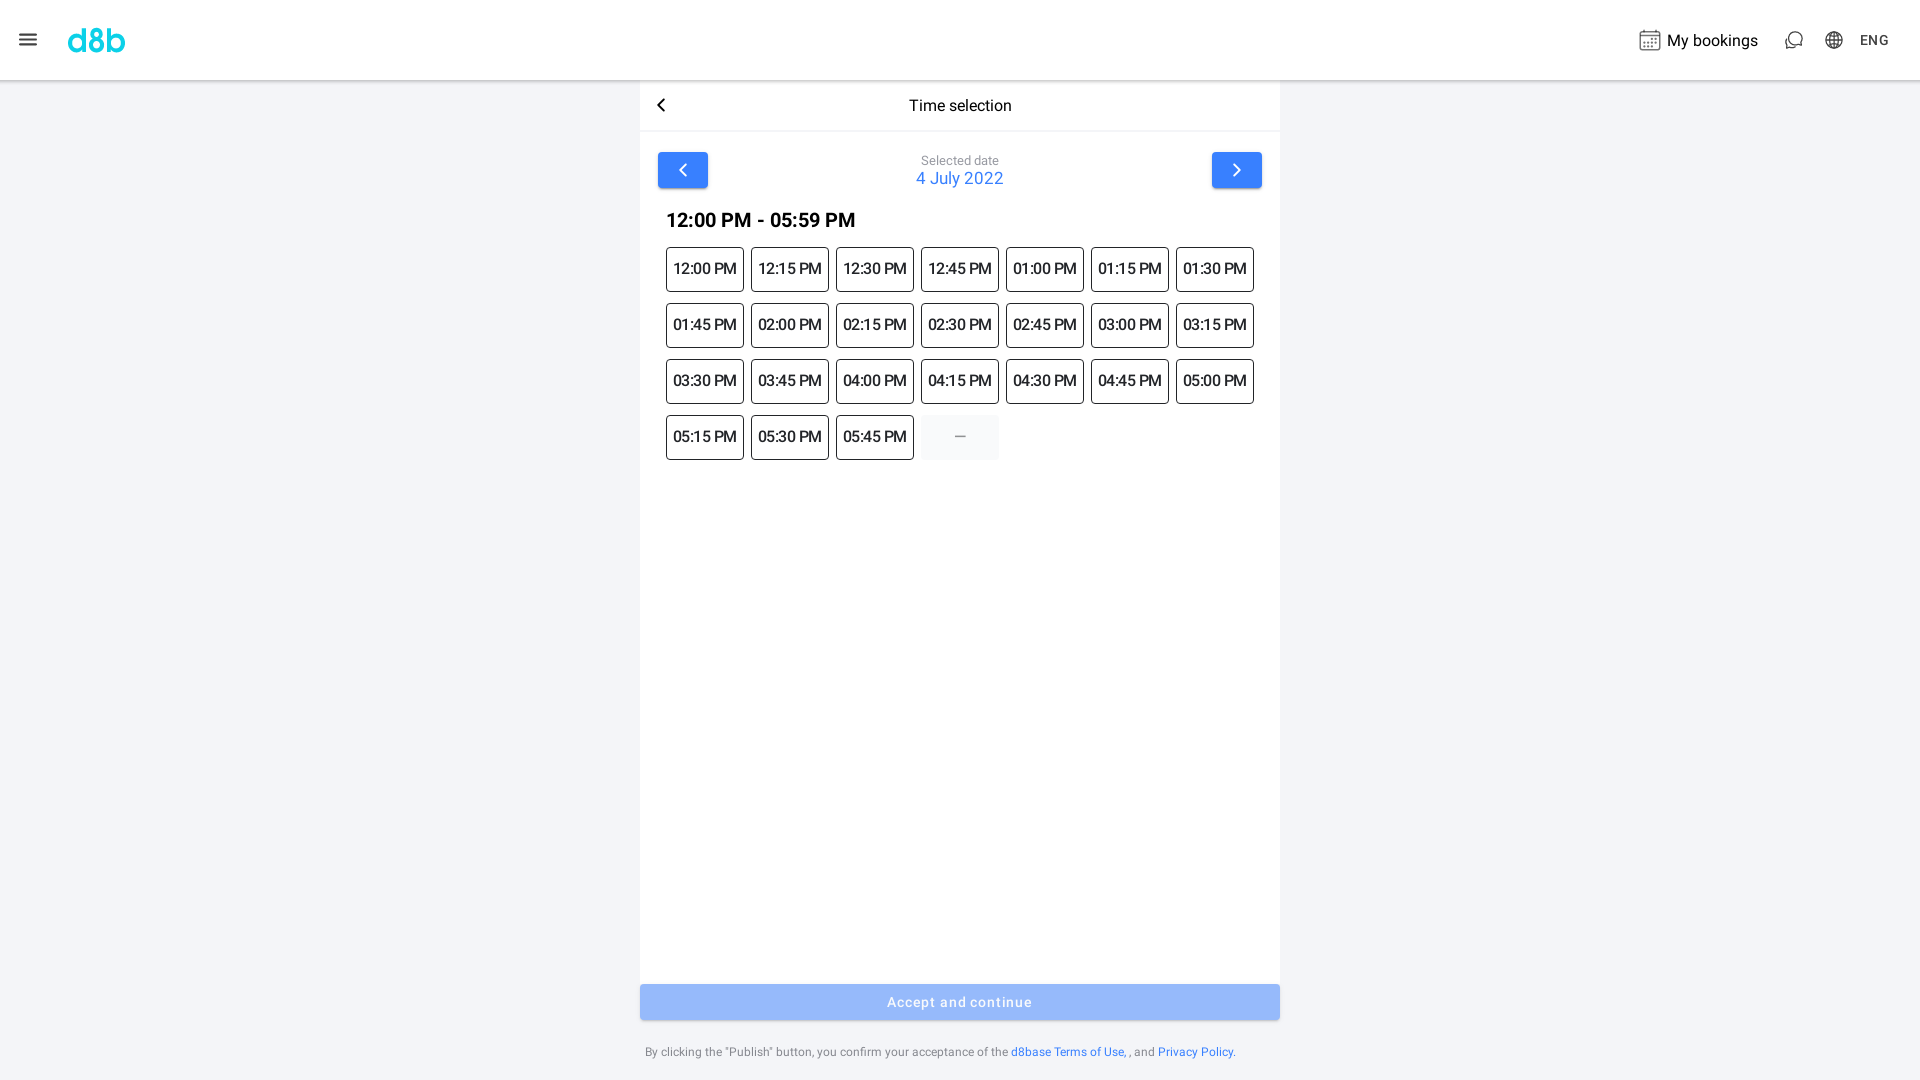 d8b
My bookings
ENG
Time selection
Selected date
4 July 2022
12:00 PM - 05:59 PM
12:00 PM 12:15 PM 12:30 PM 12:45 PM 01:00 PM 01:15 PM 01:30 PM
01:45 PM 02:00 PM 02:15 PM 02:30 PM 02:45 PM 03:00 PM 03:15 PM
03:30 PM 03:45 PM 04:00 PM 04:15 PM 04:30 PM 04:45 PM 05:00 PM
05:15 PM 05:30 PM 05:45 PM —
Accept and continue
By clicking the "Publish" button, you confirm your acceptance of the d8base Terms of Use, , and Privacy Policy.